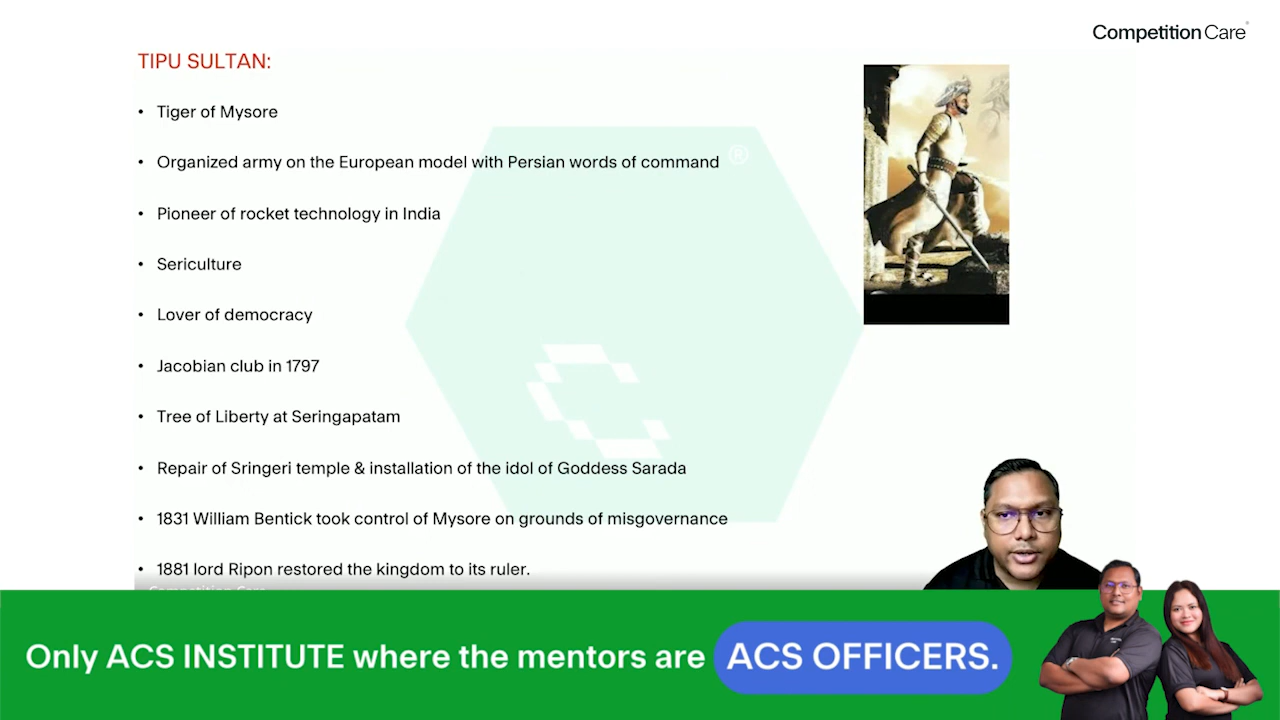 Competition Care
TIPU SULTAN:
• Tiger of Mysore
• Organized army on the European model with Persian words of command
• Pioneer of rocket technology in India
• Sericulture
• Lover of democracy
• Jacobian club in 1797
• Tree of Liberty at Seringapatam
• Repair of Sringeri temple & installation of the idol of Goddess Sarada
• 1831 William Bentick took control of Mysore on grounds of misgovernance
• 1881 lord Ripon restored the kingdom to its ruler.
Only ACS INSTITUTE where the mentors are ACS OFFICERS.